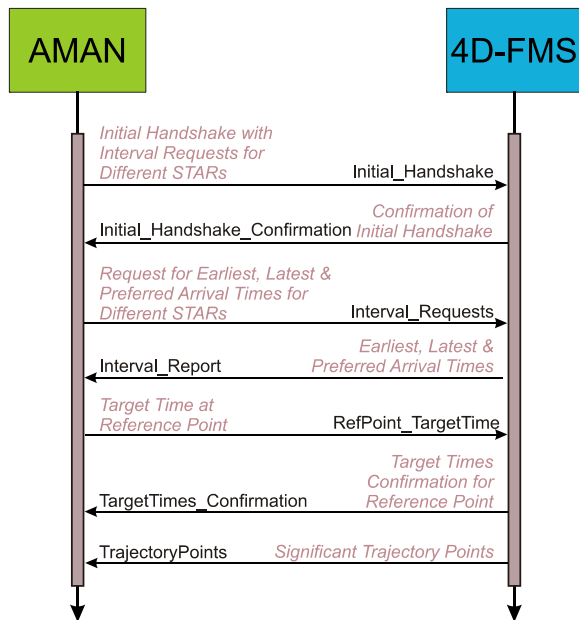 AMAN
4D-FMS
Initial Handshake with
Interval Requests for
Different STARs
Initial_Handshake
Confirmation of
Initial Handshake
Initial_Handshake_Confirmation
Request for Earliest, Latest &
Preferred Arrival Times for
Different STARs
Interval_Requests
Earliest, Latest &
Preferred Arrival Times
Interval_Report
Target Time at
Reference Point
RefPoint_TargetTime
Target Times
Confirmation for
Reference Point
TargetTimes_Confirmation
TrajectoryPoints
Significant Trajectory Points